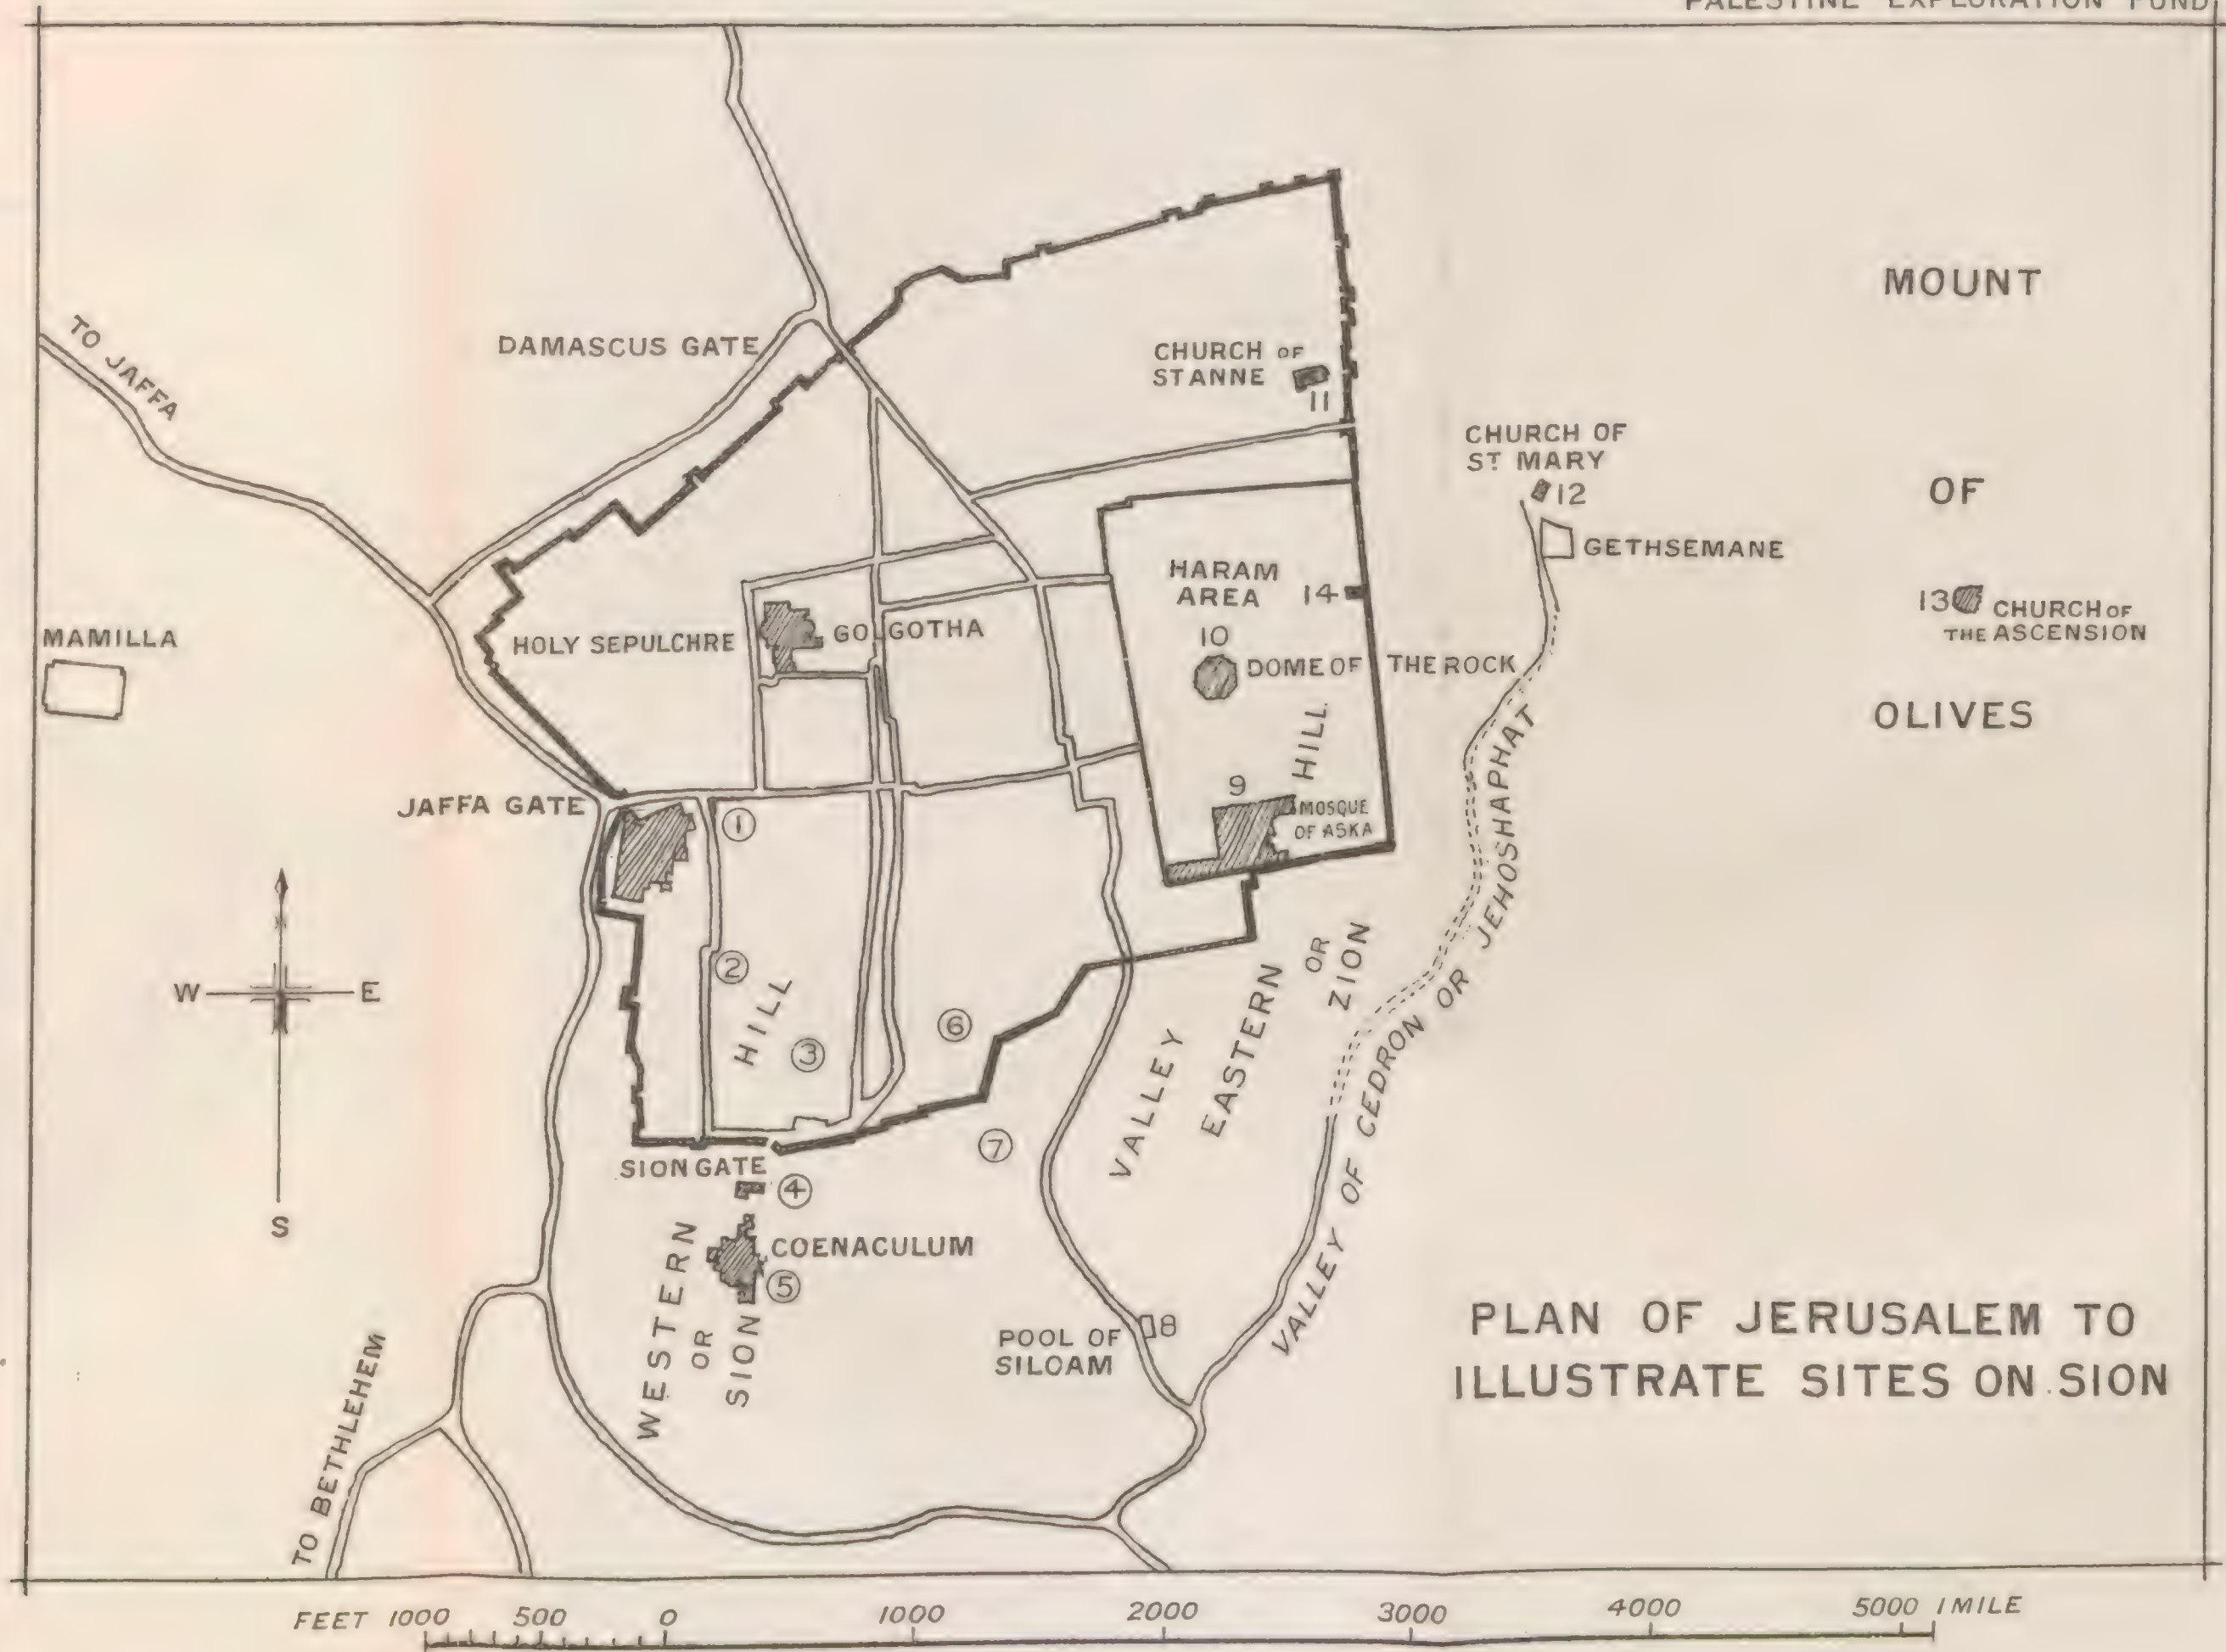 PALESTINE EXPLORATION FUND
MOUNT
OF
OLIVES
TO JAFFA
DAMASCUS GATE
CHURCH OF
ST ANNE
11
CHURCH OF
ST MARY
12
GETHSEMANE
HARAM
AREA
14
10
DOME OF THE ROCK
13
CHURCH OF
THE ASCENSION
MAMILLA
HOLY SEPULCHRE
GOLGOTHA
JAFFA GATE
1
9
MOSQUE
OF ASKA
HILL
EASTERN
OR
ZION
VALLEY OF CEDRON OR JEHOSHAPHAT
W E
S
2
HILL
3
6
7
VALLEY
SION GATE
4
COENACULUM
5
WESTERN
OR
SION
POOL OF
SILOAM
8
TO BETHLEHEM
PLAN OF JERUSALEM TO
ILLUSTRATE SITES ON SION
FEET 1000 500 0 1000 2000 3000 4000 5000 1 MILE